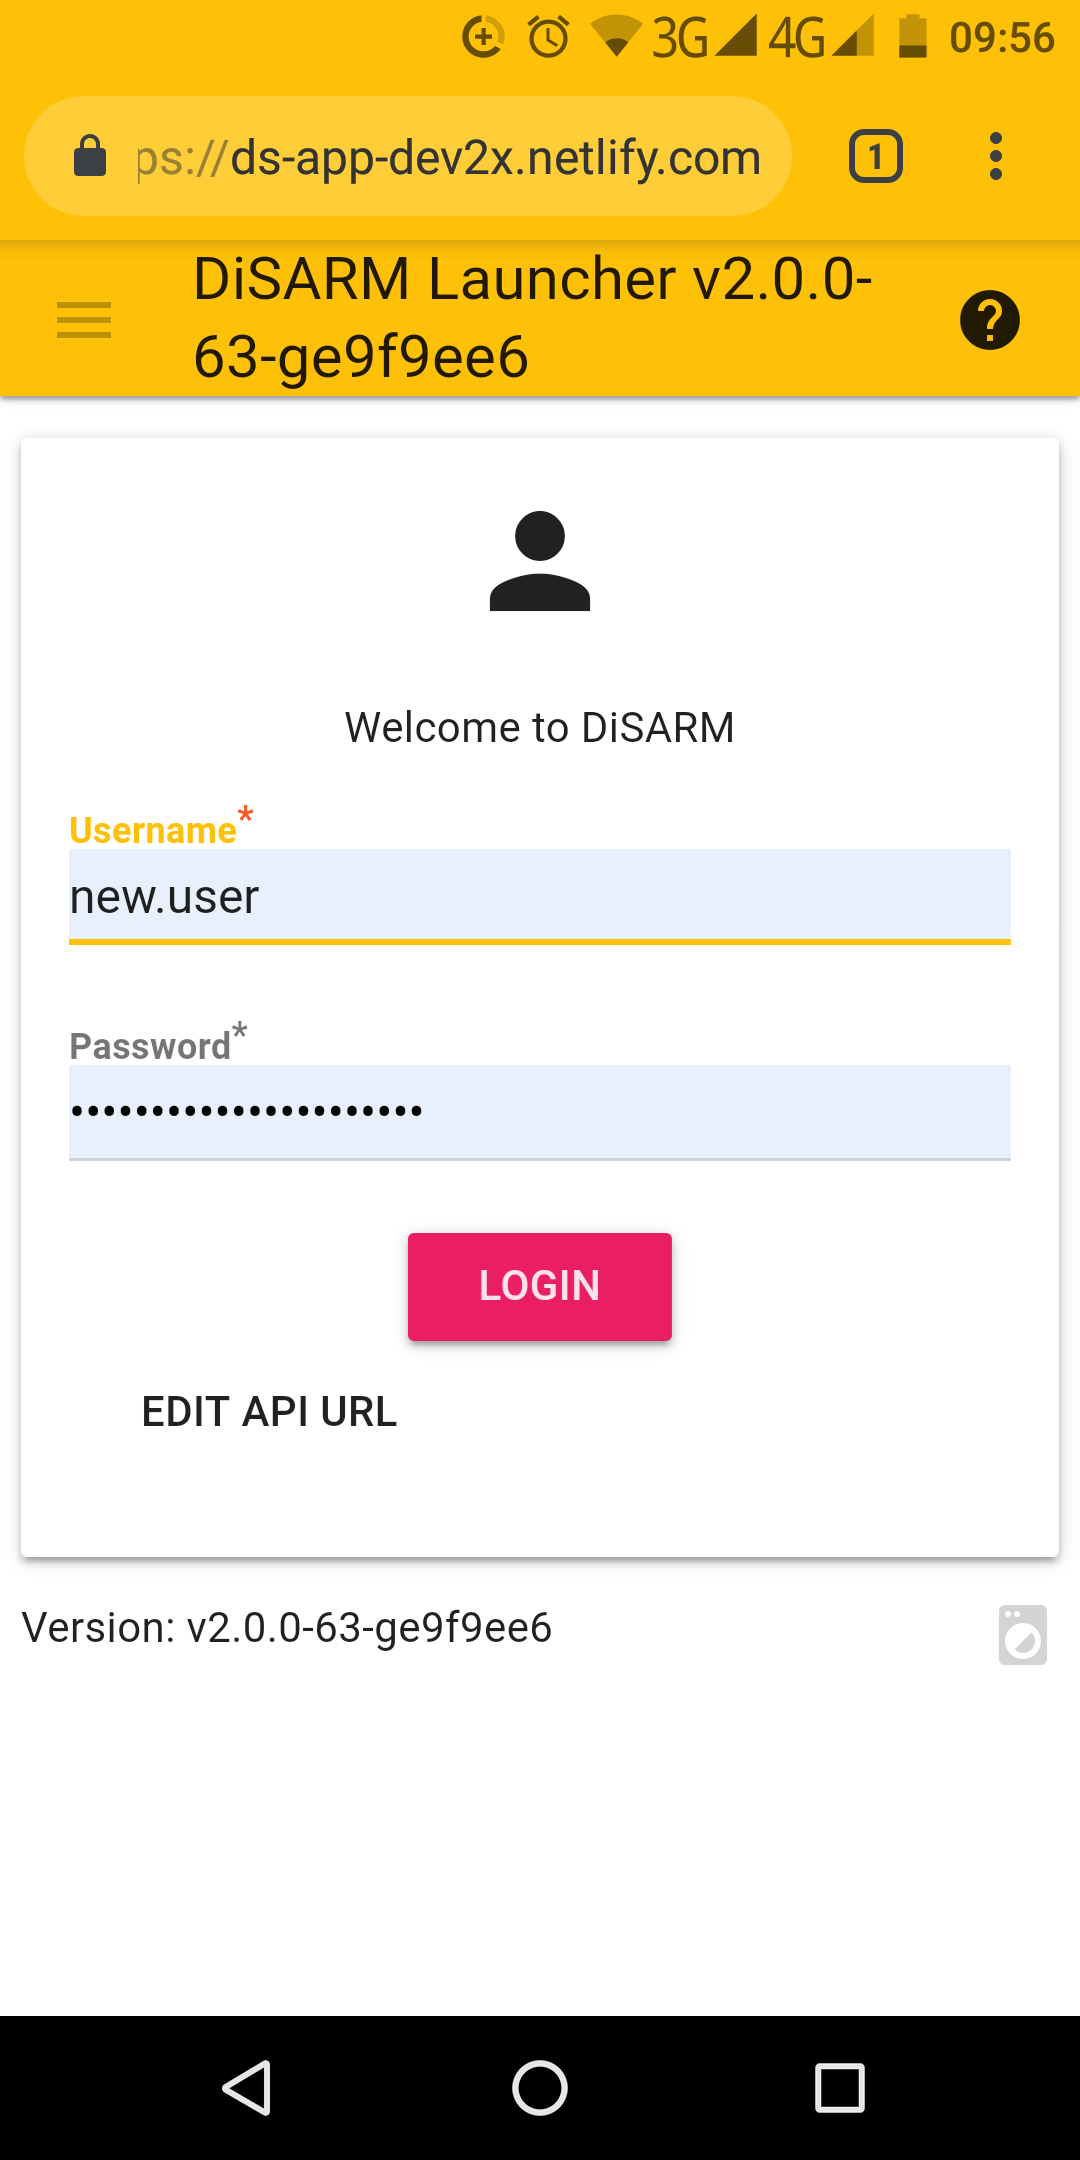 3G 4G 09:56
ps://ds-app-dev2x.netlify.com 1
DiSARM Launcher v2.0.0-
63-ge9f9ee6
Welcome to DiSARM
Username*
new.user
Password*
••••••••••••••••••••••
LOGIN
EDIT API URL
Version: v2.0.0-63-ge9f9ee6